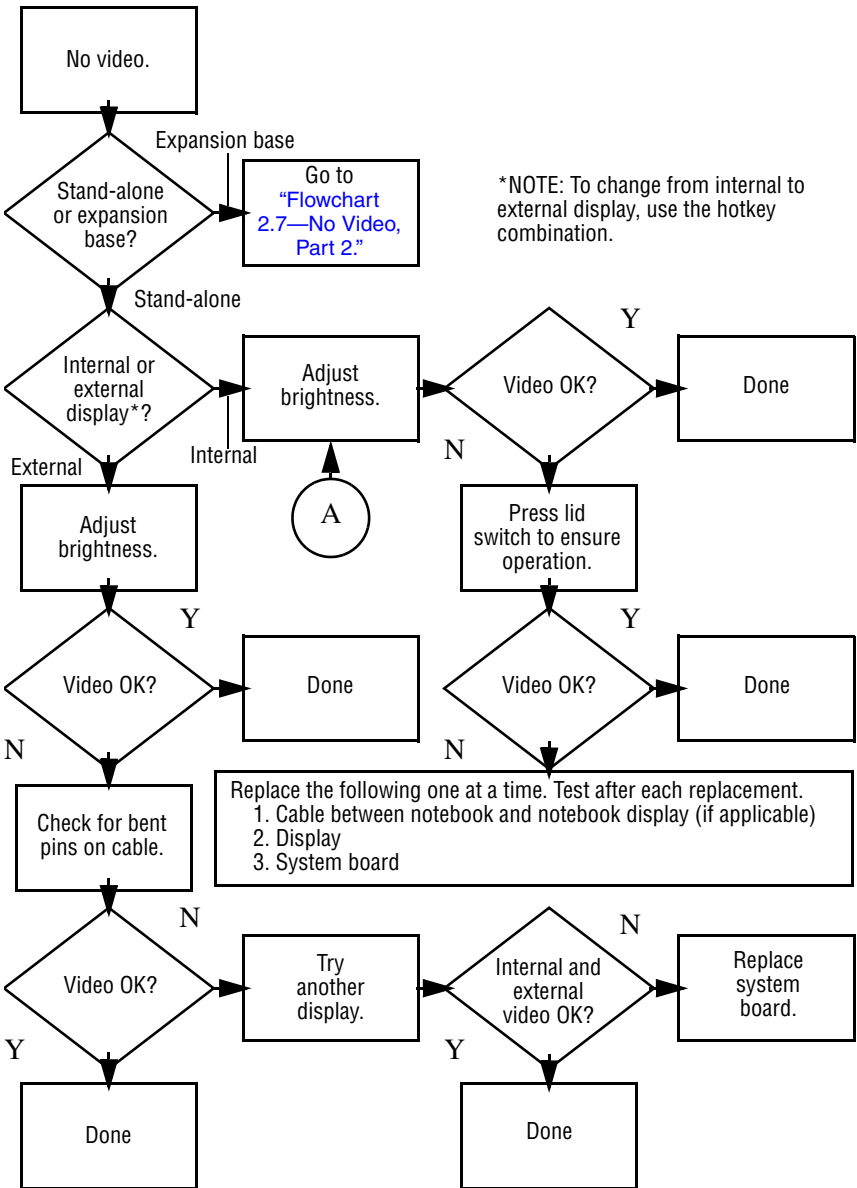 No video.
Expansion base
Stand-alone
or expansion
base?
Go to
“Flowchart
2.7—No Video,
Part 2.”
*NOTE: To change from internal to
external display, use the hotkey
combination.
Stand-alone
Internal or
external
display*?
Internal
External
Adjust
brightness.
A
Video OK?
Y
Done
N
Press lid
switch to ensure
operation.
Adjust
brightness.
Video OK?
Y
Done
N
Video OK?
Y
Done
N
Replace the following one at a time. Test after each replacement.
1. Cable between notebook and notebook display (if applicable)
2. Display
3. System board
Check for bent
pins on cable.
Video OK?
N
Try
another
display.
Internal and
external
video OK?
N
Replace
system
board.
Y
Done
Y
Done